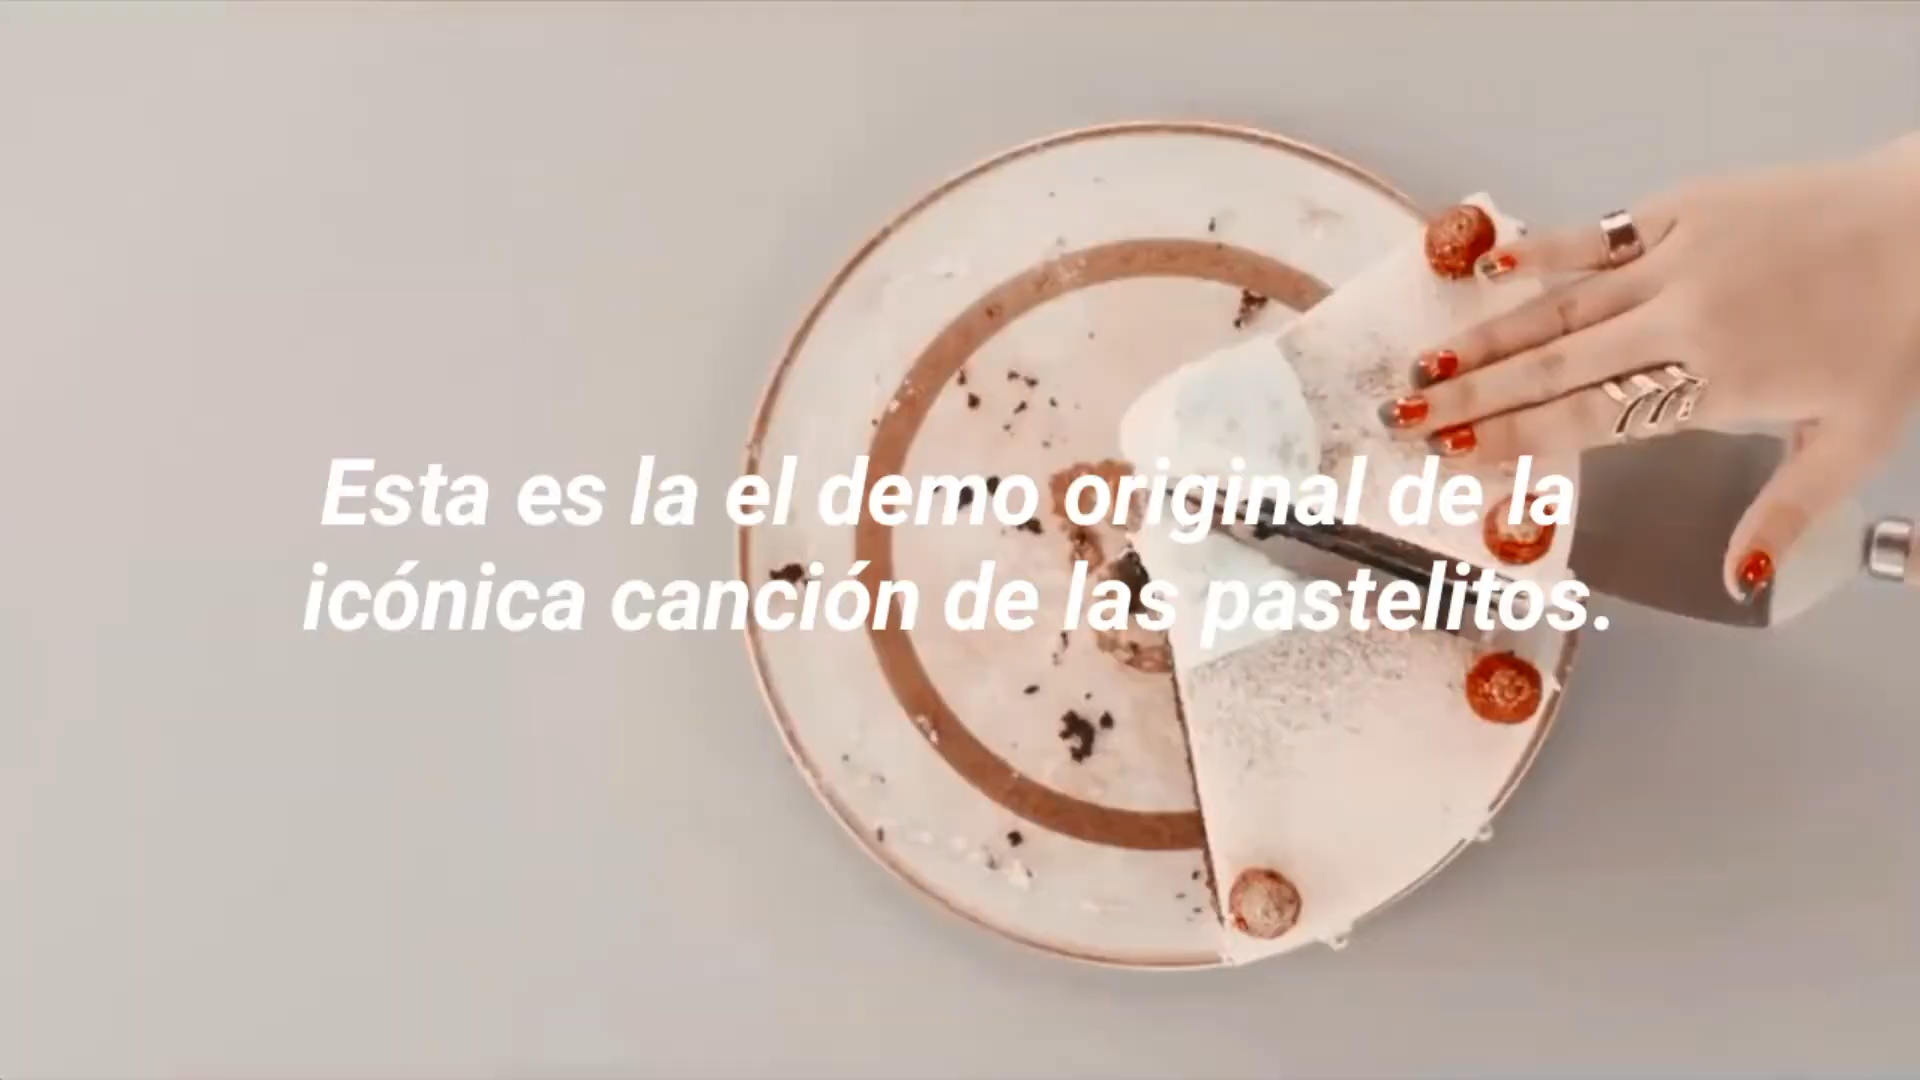 Esta es la el demo original de la
icónica canción de las pastelitos.